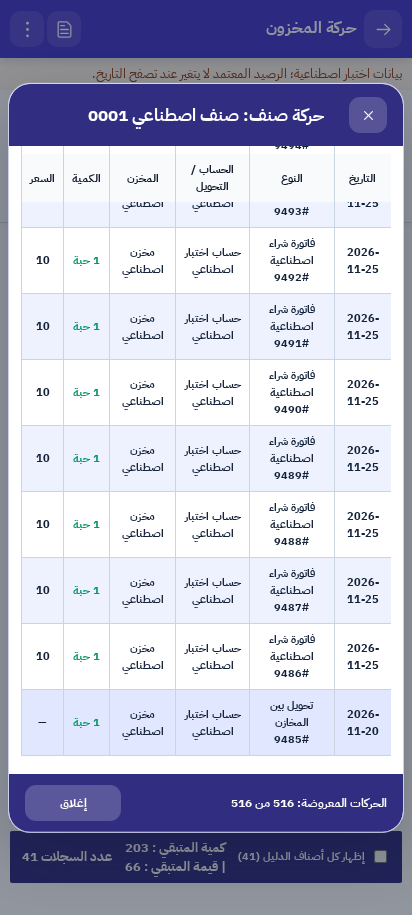 حركة المخزون
بيانات اختبار اصطناعية؛ الرصيد المعتمد لا يتغير عند تصفح التاريخ.
حركة صنف: صنف اصطناعي 0001
#9494
التاريخ النوع الحساب / التحويل المخزن الكمية السعر
11-25 #9493 اصطناعي اصطناعي
2026-11-25 فاتورة شراء اصطناعية #9492 حساب اختبار اصطناعي مخزن اصطناعي 1 حبة 10
2026-11-25 فاتورة شراء اصطناعية #9491 حساب اختبار اصطناعي مخزن اصطناعي 1 حبة 10
2026-11-25 فاتورة شراء اصطناعية #9490 حساب اختبار اصطناعي مخزن اصطناعي 1 حبة 10
2026-11-25 فاتورة شراء اصطناعية #9489 حساب اختبار اصطناعي مخزن اصطناعي 1 حبة 10
2026-11-25 فاتورة شراء اصطناعية #9488 حساب اختبار اصطناعي مخزن اصطناعي 1 حبة 10
2026-11-25 فاتورة شراء اصطناعية #9487 حساب اختبار اصطناعي مخزن اصطناعي 1 حبة 10
2026-11-25 فاتورة شراء اصطناعية #9486 حساب اختبار اصطناعي مخزن اصطناعي 1 حبة 10
2026-11-20 تحويل بين المخازن #9485 حساب اختبار اصطناعي مخزن اصطناعي 1 حبة —
الحركات المعروضة: 516 من 516
إغلاق
إظهار كل أصناف الدليل (41)
كمية المتبقي : 203
| قيمة المتبقي : 66
عدد السجلات 41